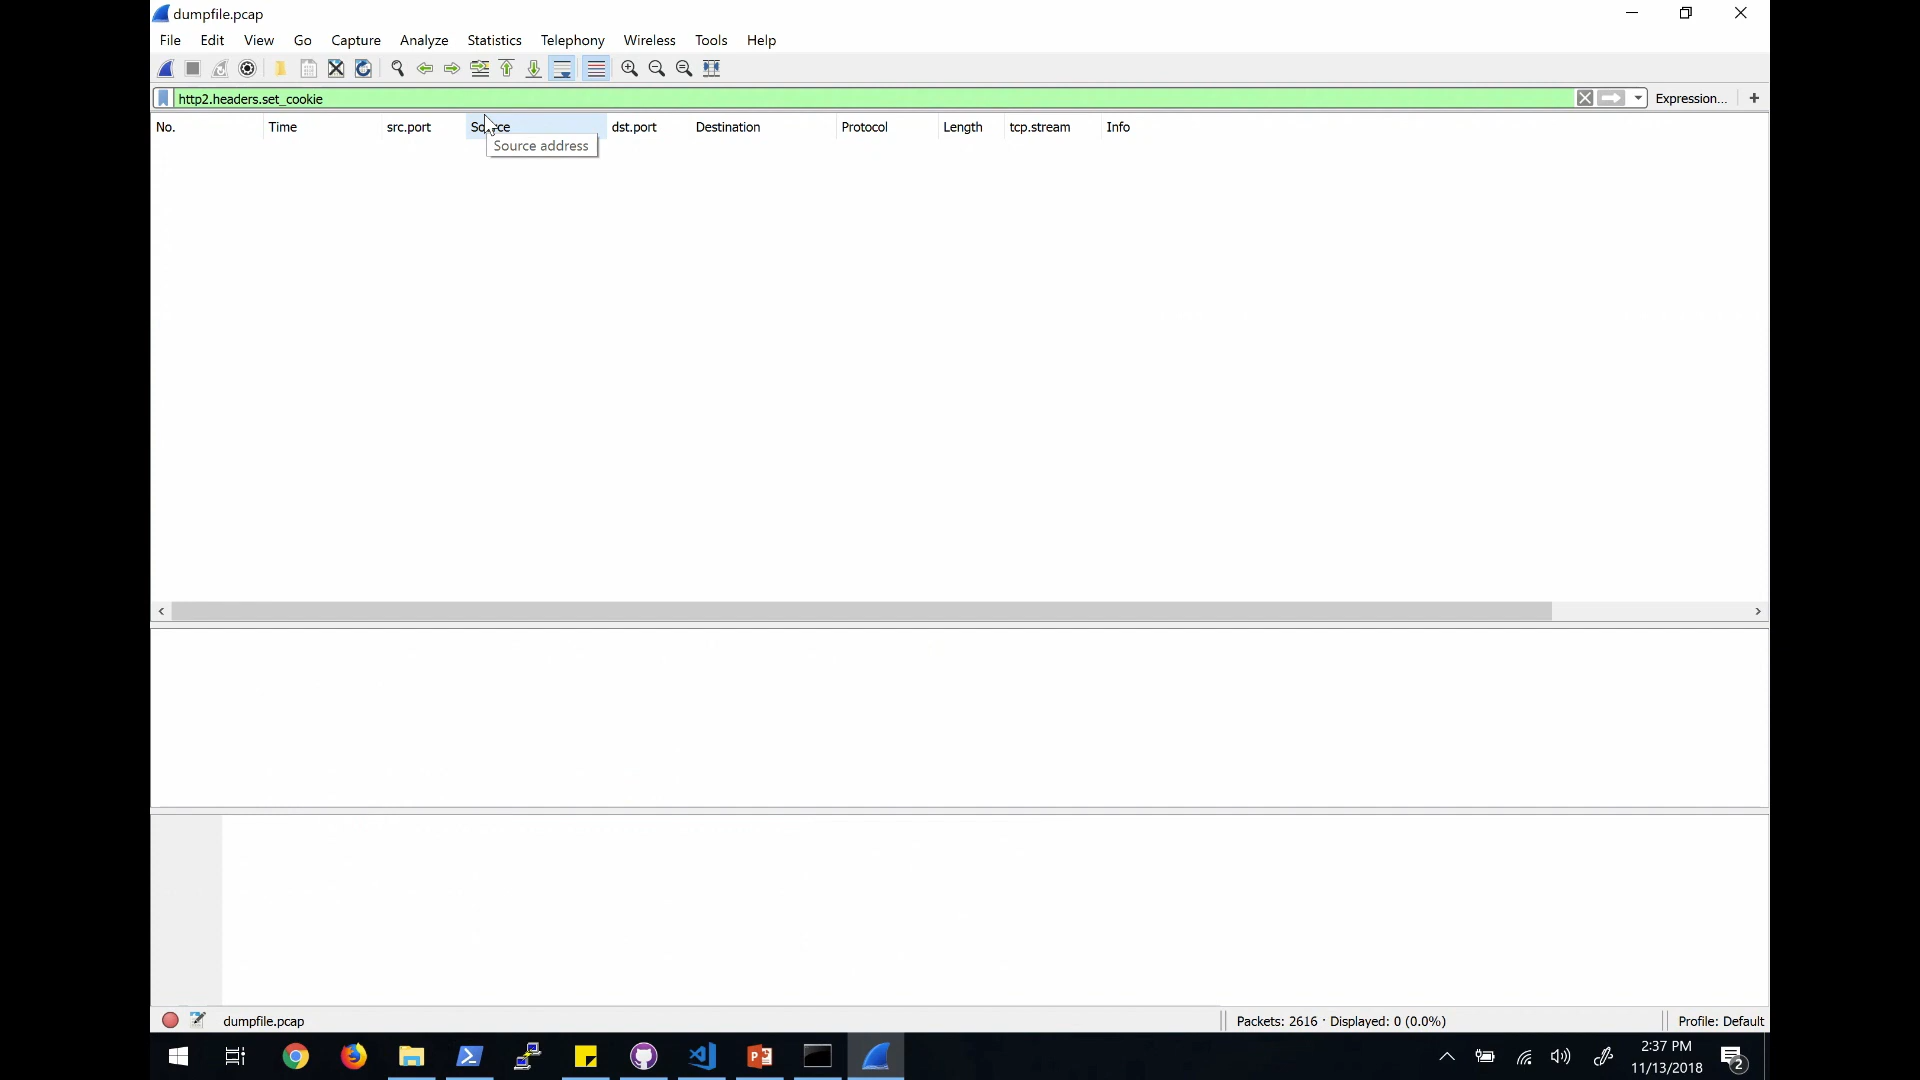 dumpfile.pcap
File Edit View Go Capture Analyze Statistics Telephony Wireless Tools Help
http2.headers.set_cookie Expression... +
No. Time src.port Source dst.port Destination Protocol Length tcp.stream Info
Source address
dumpfile.pcap Packets: 2616 · Displayed: 0 (0.0%) Profile: Default
2:37 PM
11/13/2018
2